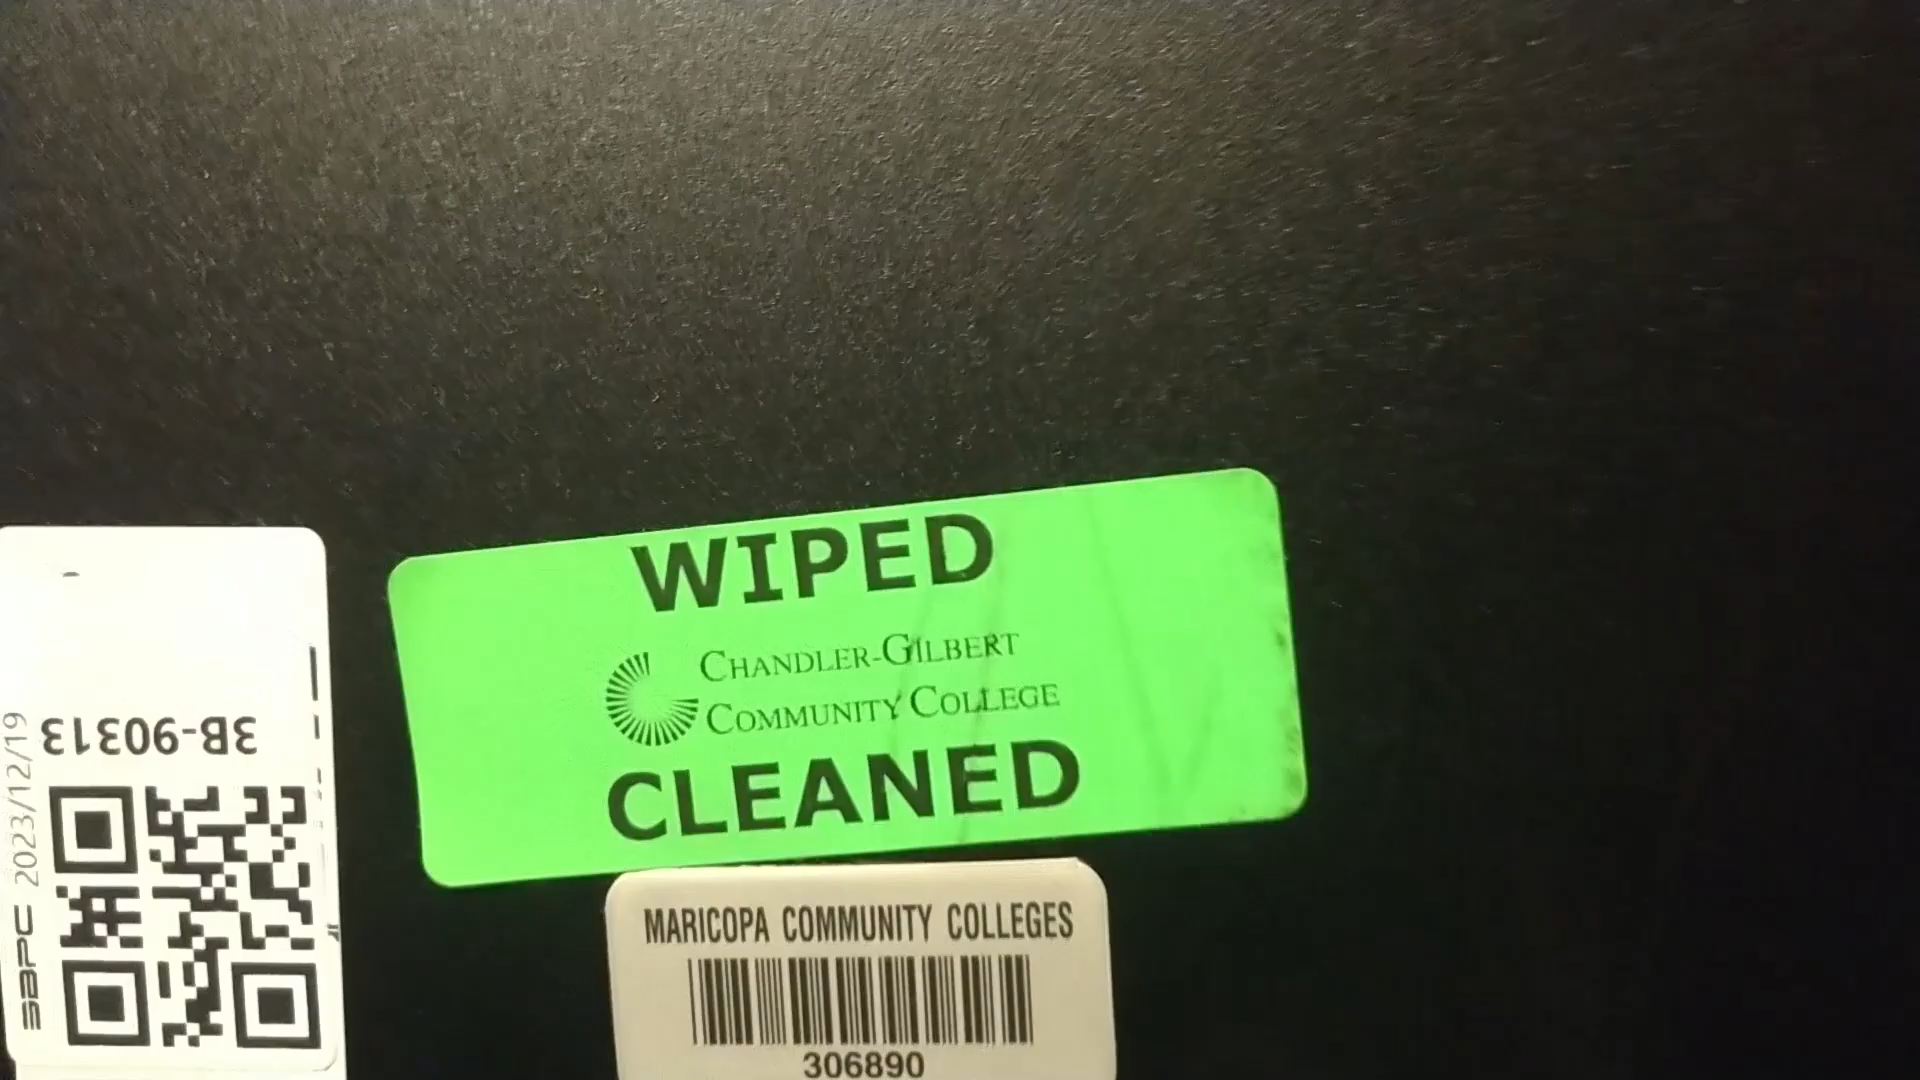 WIPED
CHANDLER-GILBERT
COMMUNITY COLLEGE
CLEANED
MARICOPA COMMUNITY COLLEGES
306890
3B-90313
3BPC 2023/12/19